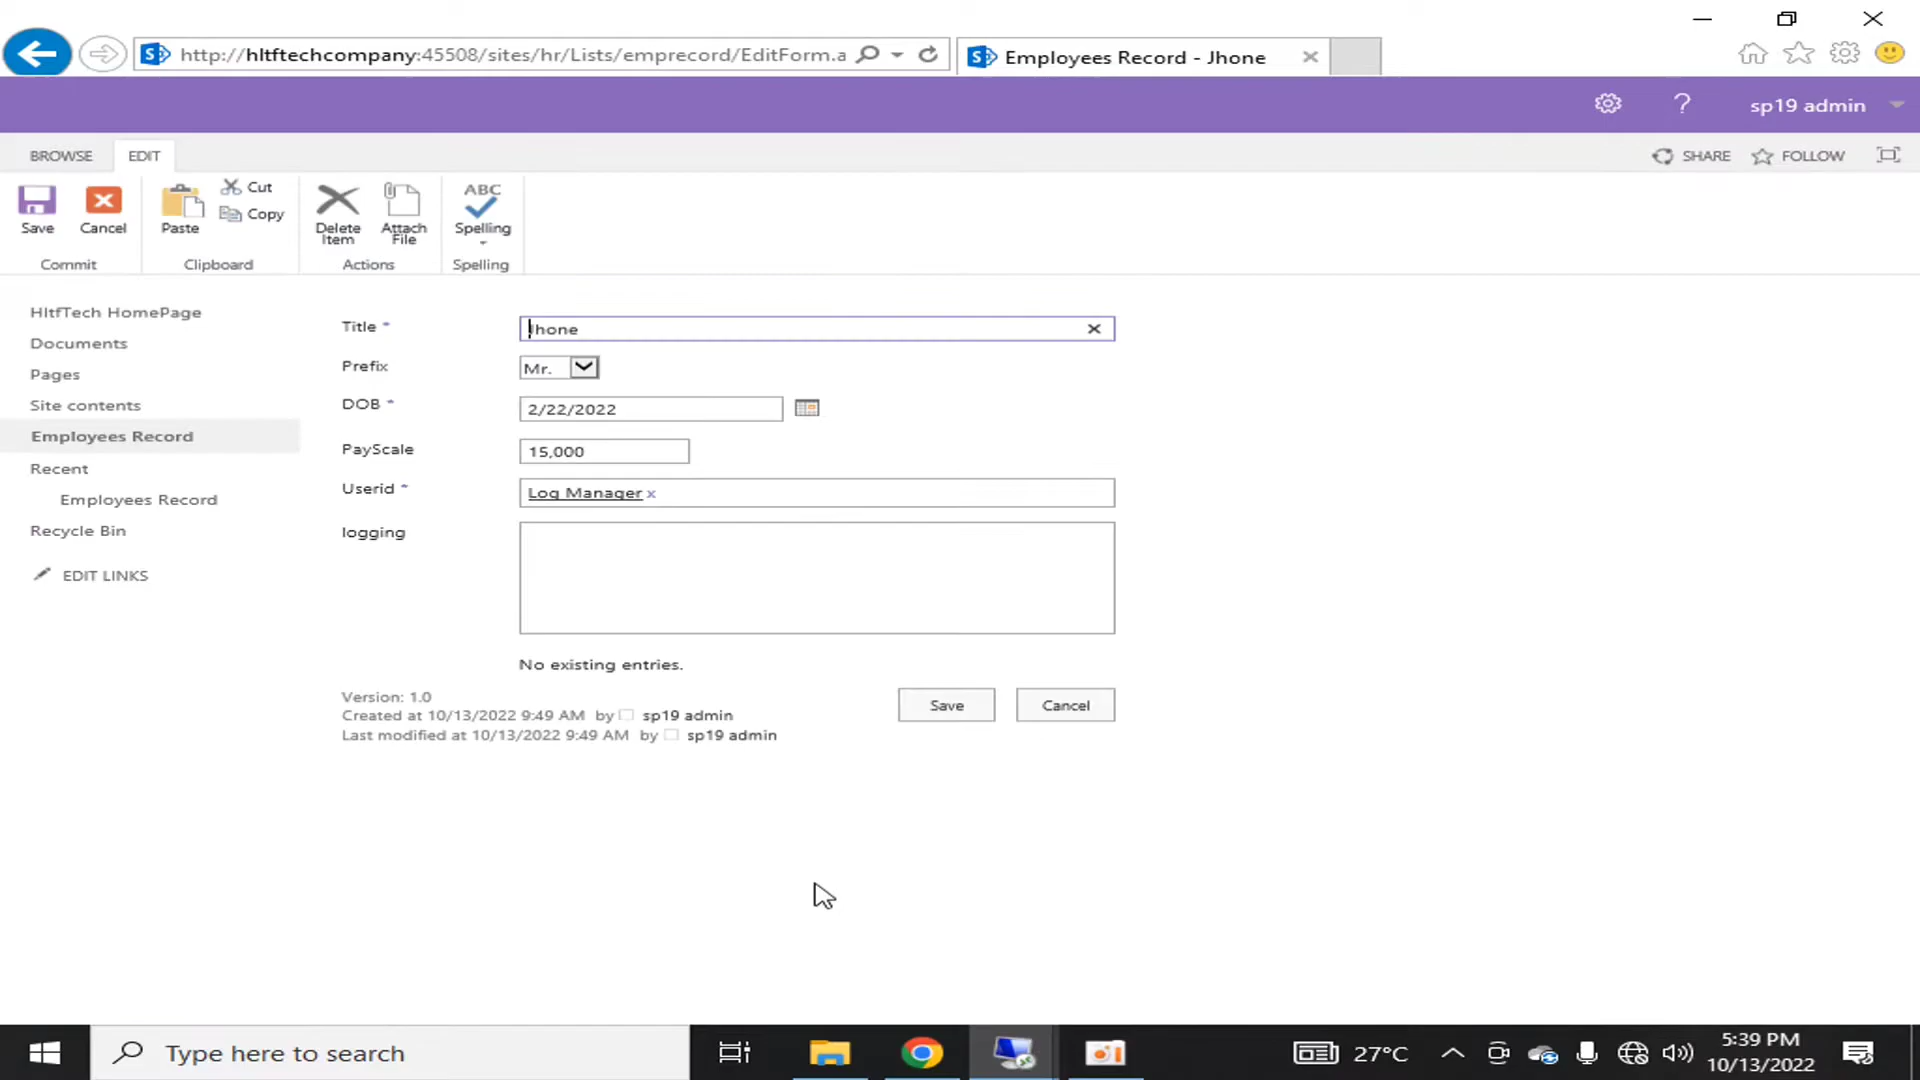 http://hltftechcompany:45508/sites/hr/Lists/emprecord/EditForm.a
Employees Record - Jhone
sp19 admin
BROWSE
EDIT
SHARE
FOLLOW
Save
Cancel
Paste
Cut
Copy
Delete Item
Attach File
ABC
Spelling
Commit
Clipboard
Actions
Spelling
HltfTech HomePage
Documents
Pages
Site contents
Employees Record
Recent
Employees Record
Recycle Bin
EDIT LINKS
Title *
Jhone
Prefix
Mr.
DOB *
2/22/2022
PayScale
15,000
Userid *
Log Manager x
logging
No existing entries.
Version: 1.0
Created at 10/13/2022 9:49 AM by sp19 admin
Last modified at 10/13/2022 9:49 AM by sp19 admin
Save
Cancel
Type here to search
27°C
5:39 PM
10/13/2022